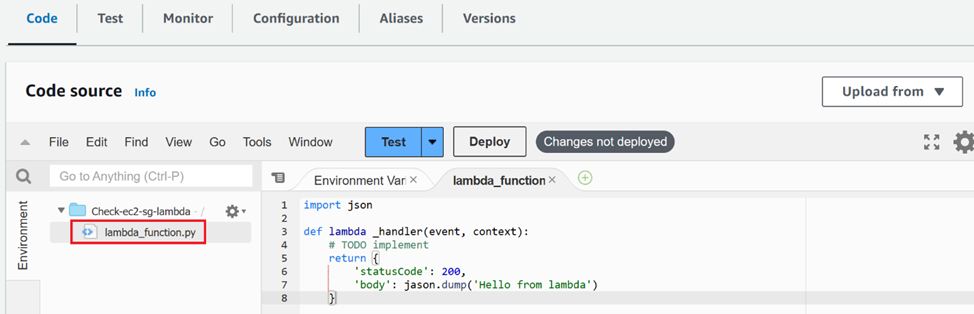 Code Test Monitor Configuration Aliases Versions
Code source Info Upload from
File Edit Find View Go Tools Window Test Deploy Changes not deployed
Go to Anything (Ctrl-P) Environment Var lambda_function
Environment
Check-ec2-sg-lambda - /
lambda_function.py
1 import json
2
3 def lambda _handler(event, context):
4 # TODO implement
5 return {
6 'statusCode': 200,
7 'body': jason.dump('Hello from lambda')
8 }